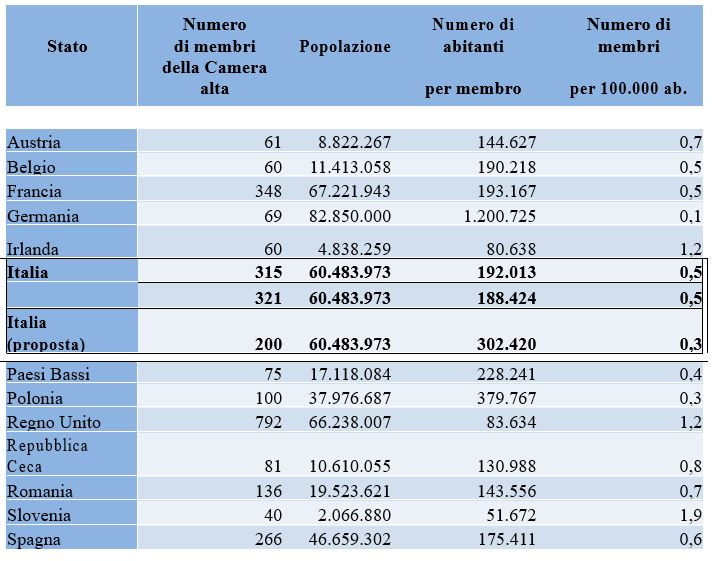 Stato Numero di membri della Camera alta Popolazione Numero di abitanti per membro Numero di membri per 100.000 ab.
Austria 61 8.822.267 144.627 0,7
Belgio 60 11.413.058 190.218 0,5
Francia 348 67.221.943 193.167 0,5
Germania 69 82.850.000 1.200.725 0,1
Irlanda 60 4.838.259 80.638 1,2
Italia 315 60.483.973 192.013 0,5
321 60.483.973 188.424 0,5
Italia
(proposta) 200 60.483.973 302.420 0,3
Paesi Bassi 75 17.118.084 228.241 0,4
Polonia 100 37.976.687 379.767 0,3
Regno Unito 792 66.238.007 83.634 1,2
Repubblica
Ceca 81 10.610.055 130.988 0,8
Romania 136 19.523.621 143.556 0,7
Slovenia 40 2.066.880 51.672 1,9
Spagna 266 46.659.302 175.411 0,6